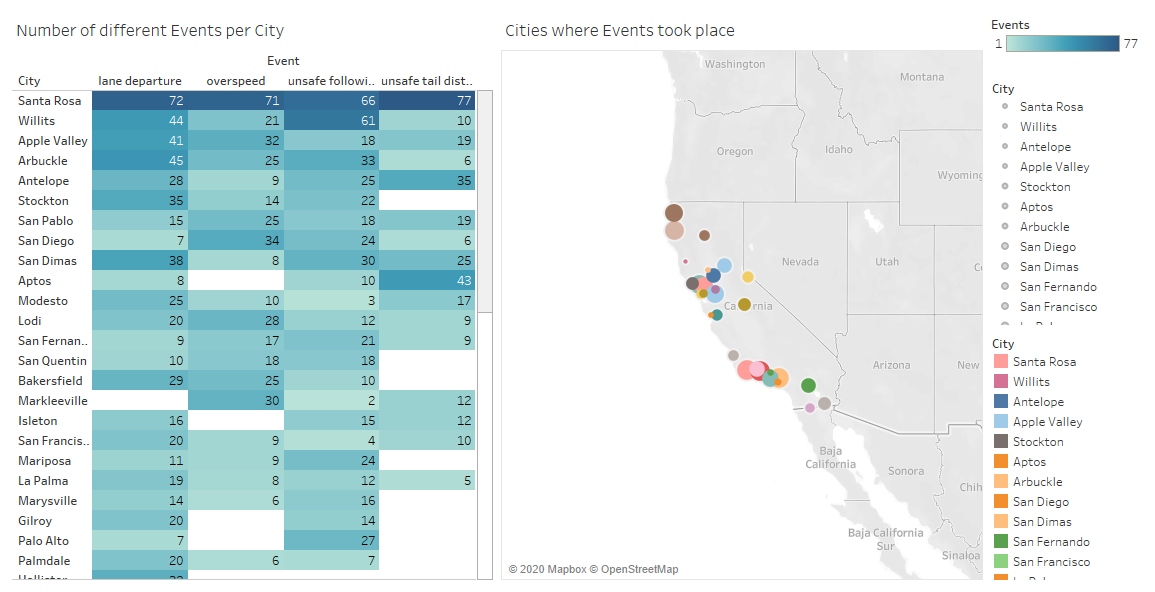 Number of different Events per City
Event
City lane departure overspeed unsafe followi.. unsafe tail dist..
Santa Rosa 72 71 66 77
Willits 44 21 61 10
Apple Valley 41 32 18 19
Arbuckle 45 25 33 6
Antelope 28 9 25 35
Stockton 35 14 22
San Pablo 15 25 18 19
San Diego 7 34 24 6
San Dimas 38 8 30 25
Aptos 8 10 43
Modesto 25 10 3 17
Lodi 20 28 12 9
San Fernan.. 9 17 21 9
San Quentin 10 18 18
Bakersfield 29 25 10
Markleeville 30 2 12
Isleton 16 15 12
San Francis.. 20 9 4 10
Mariposa 11 9 24
La Palma 19 8 12 5
Marysville 14 6 16
Gilroy 20 14
Palo Alto 7 27
Palmdale 20 6 7
Cities where Events took place
Washington
Montana
Oregon
Idaho
Wyoming
Nevada
Utah
Co
California
Arizona
New
Baja
California
Sonora
Chih
Baja California
Sur
Sinaloa
© 2020 Mapbox © OpenStreetMap
Events
1 77
City
Santa Rosa
Willits
Antelope
Apple Valley
Stockton
Aptos
Arbuckle
San Diego
San Dimas
San Fernando
San Francisco
City
Santa Rosa
Willits
Antelope
Apple Valley
Stockton
Aptos
Arbuckle
San Diego
San Dimas
San Fernando
San Francisco